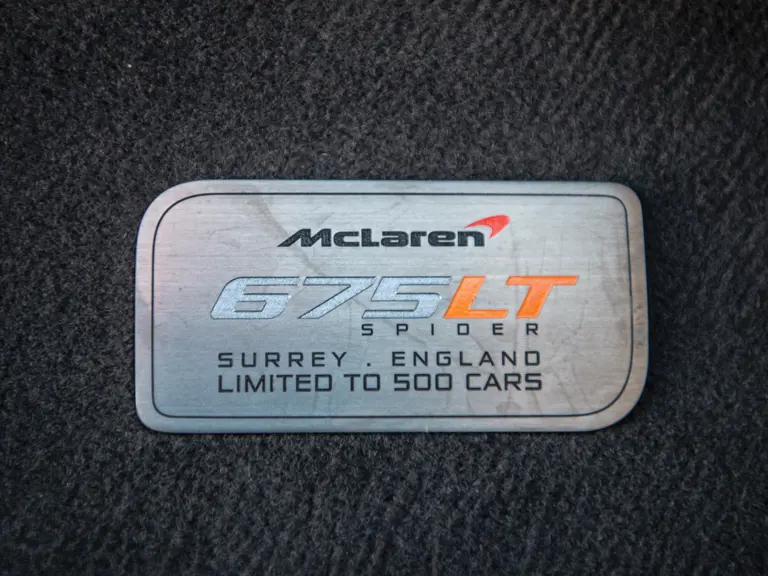 McLaren
675LT
SPIDER
SURREY . ENGLAND
LIMITED TO 500 CARS